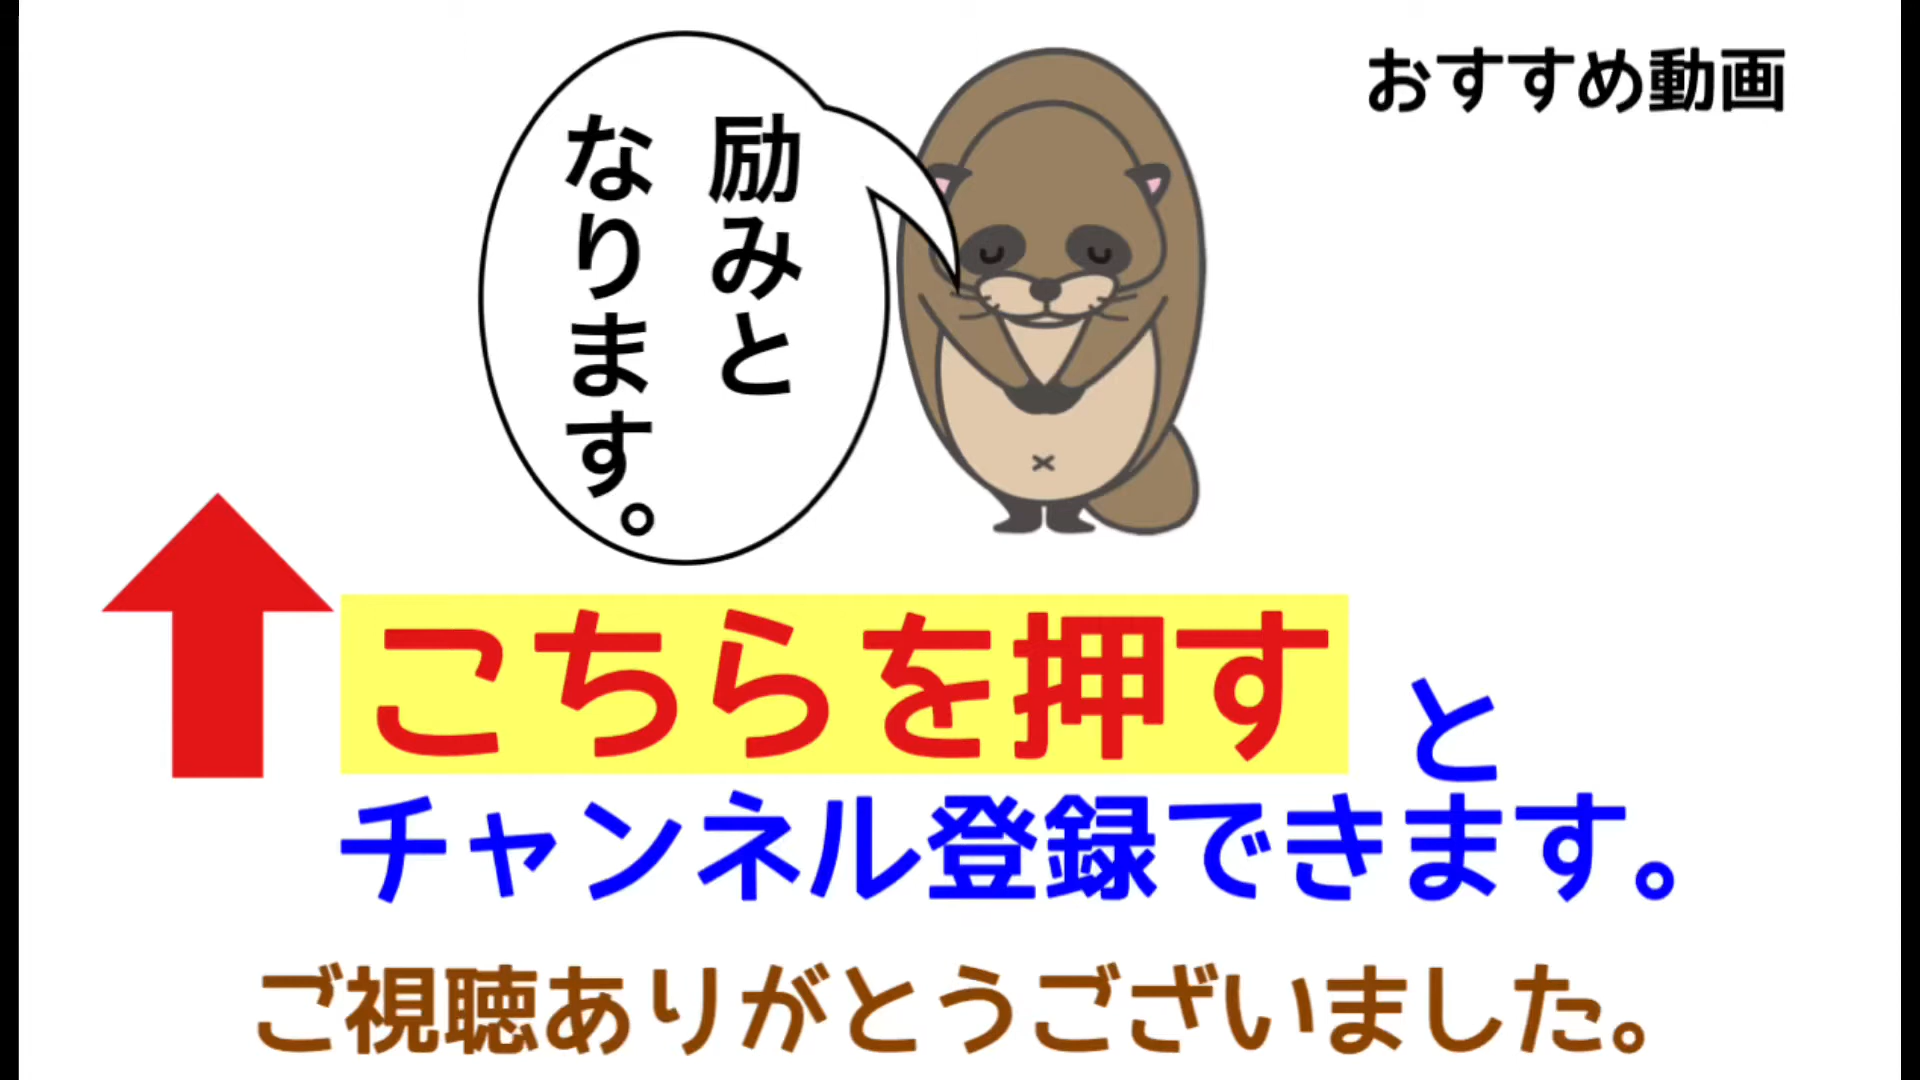 おすすめ動画
励みと
なります。
こちらを押す
と
チャンネル登録できます。
ご視聴ありがとうございました。